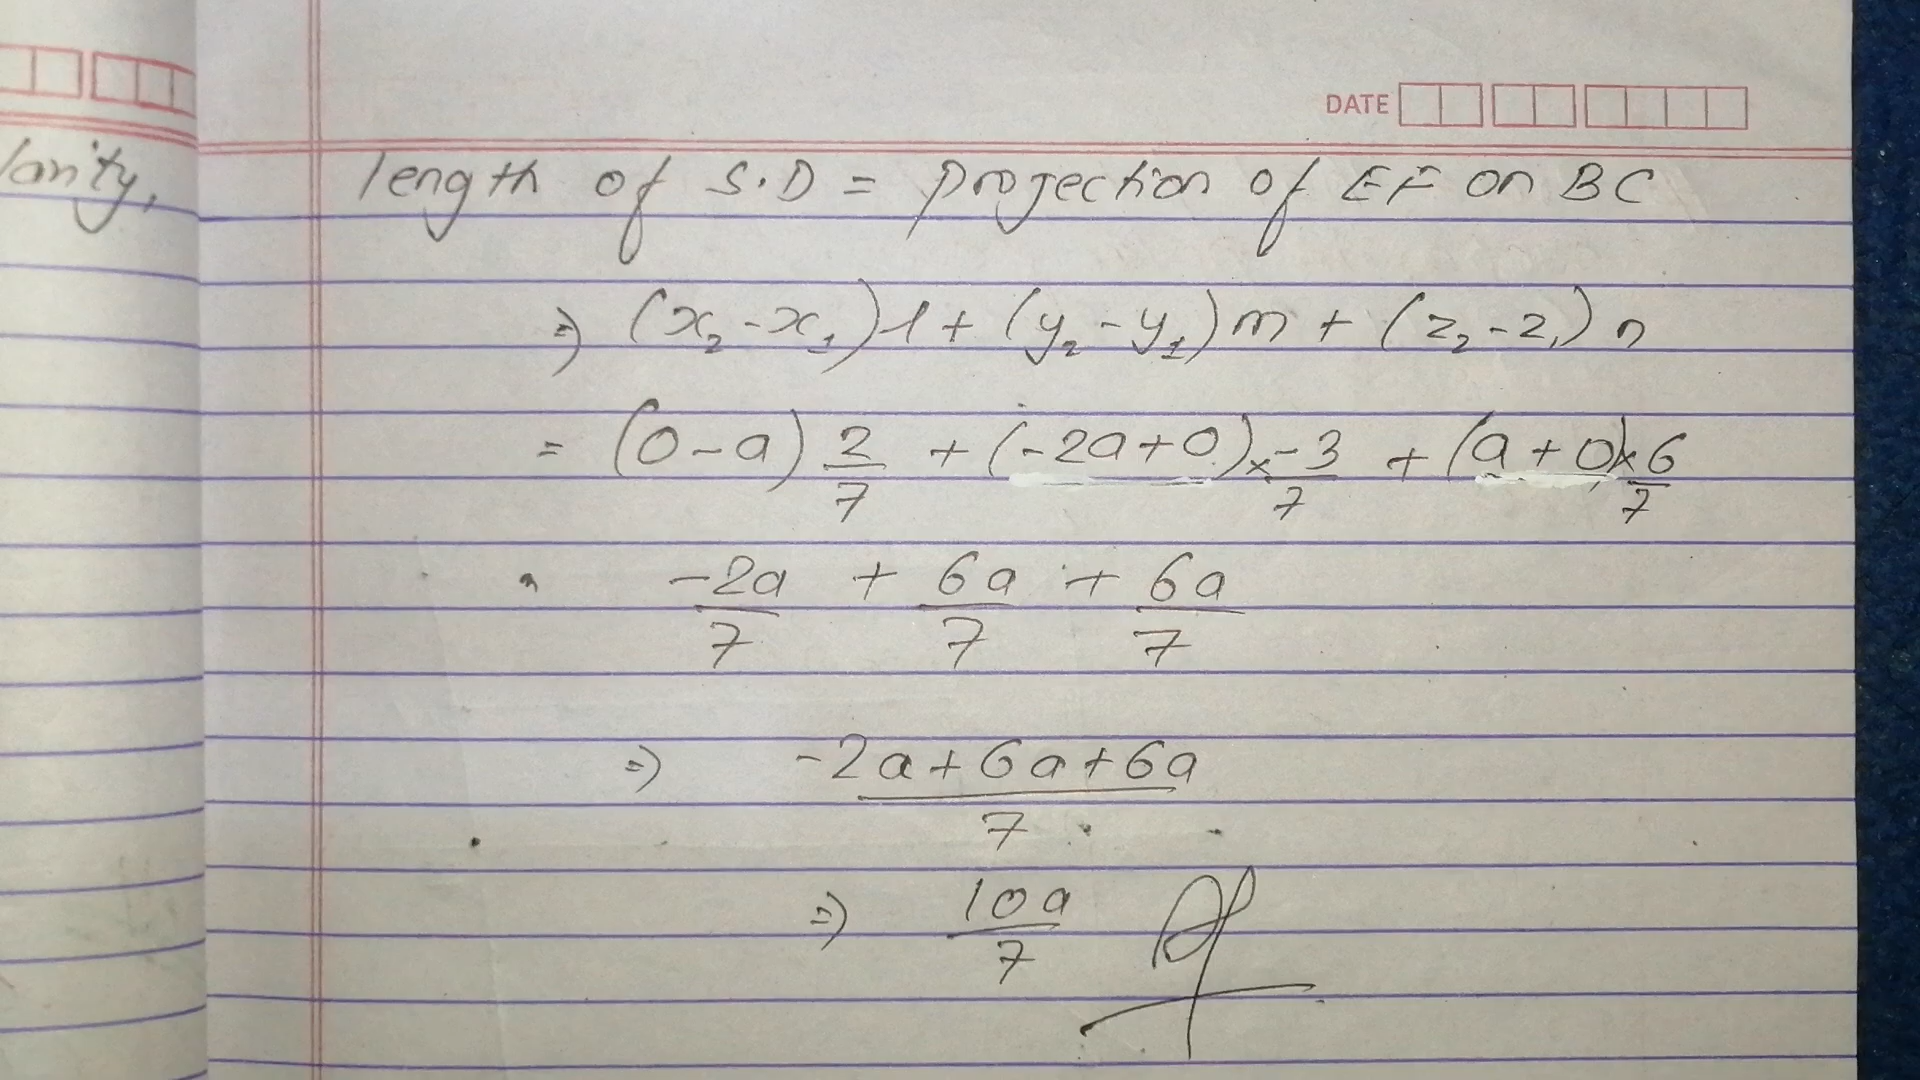 DATE
larity,
length of S.D = projection of EF on BC
⇒ (x₂-x₁)l + (y₂-y₁)m + (z₂-z₁)n
= (0-a) 2/7 + (-2a+0)×-3/7 + (a+0)×6/7
= -2a/7 + 6a/7 + 6a/7
⇒ -2a+6a+6a/7
⇒ 10a/7